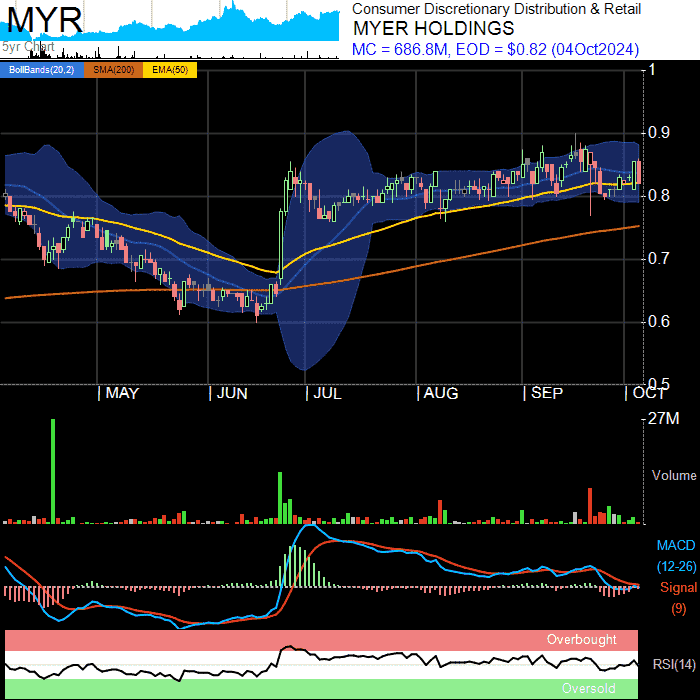 MYR
5yr Chart
Consumer Discretionary Distribution & Retail
MYER HOLDINGS
MC = 686.8M, EOD = $0.82 (04Oct2024)
BollBands(20,2) SMA(200) EMA(50)
1
0.9
0.8
0.7
0.6
0.5
MAY JUN JUL AUG SEP OCT
27M
Volume
MACD
(12-26)
Signal
(9)
Overbought
RSI(14)
Oversold